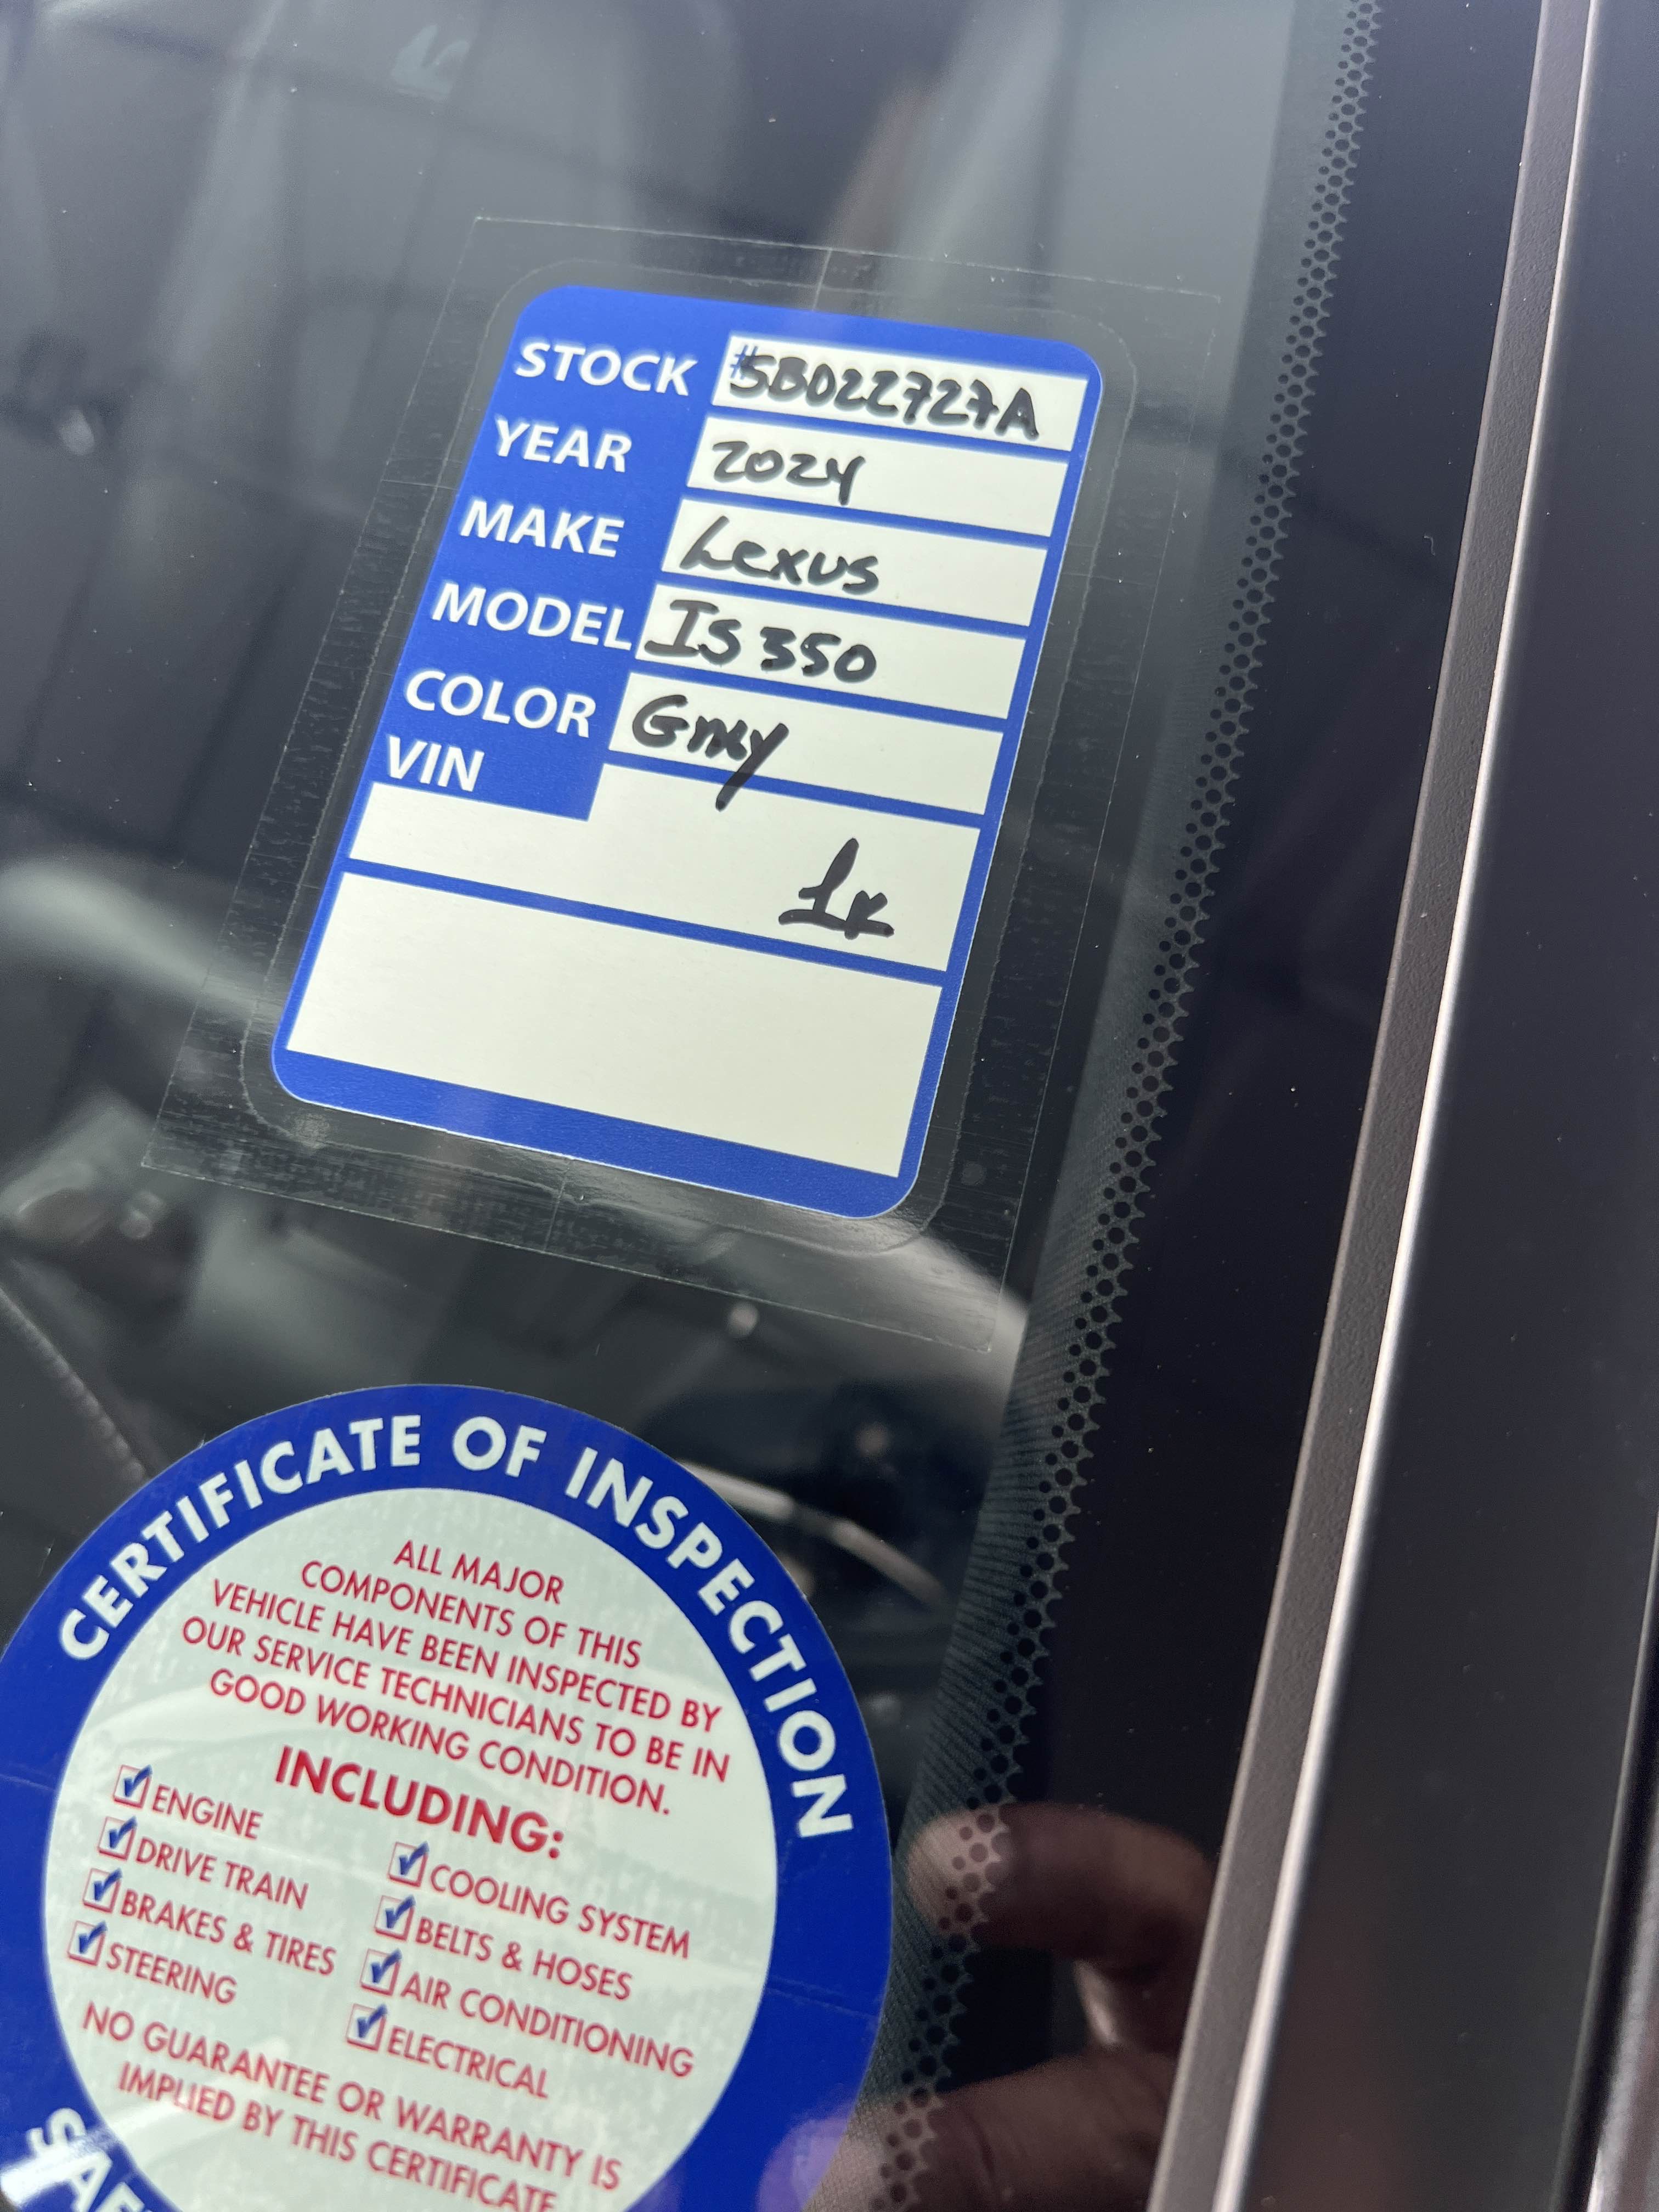 STOCK #5B022727A
YEAR 2024
MAKE Lexus
MODEL IS 350
COLOR Gray
VIN
1K
CERTIFICATE OF INSPECTION
ALL MAJOR
COMPONENTS OF THIS
VEHICLE HAVE BEEN INSPECTED BY
OUR SERVICE TECHNICIANS TO BE IN
GOOD WORKING CONDITION.
INCLUDING:
ENGINE
DRIVE TRAIN
BRAKES & TIRES
STEERING
COOLING SYSTEM
BELTS & HOSES
AIR CONDITIONING
ELECTRICAL
NO GUARANTEE OR WARRANTY IS
IMPLIED BY THIS CERTIFICATE